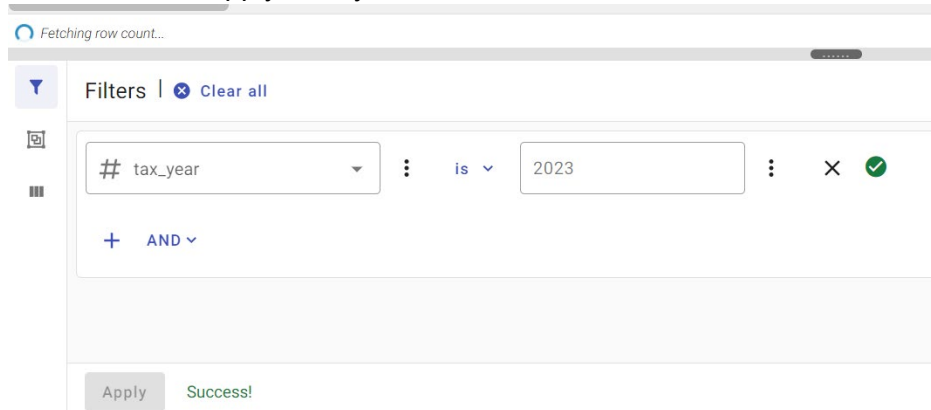 Fetching row count...
Filters | Clear all
# tax_year is 2023
+ AND
Apply Success!